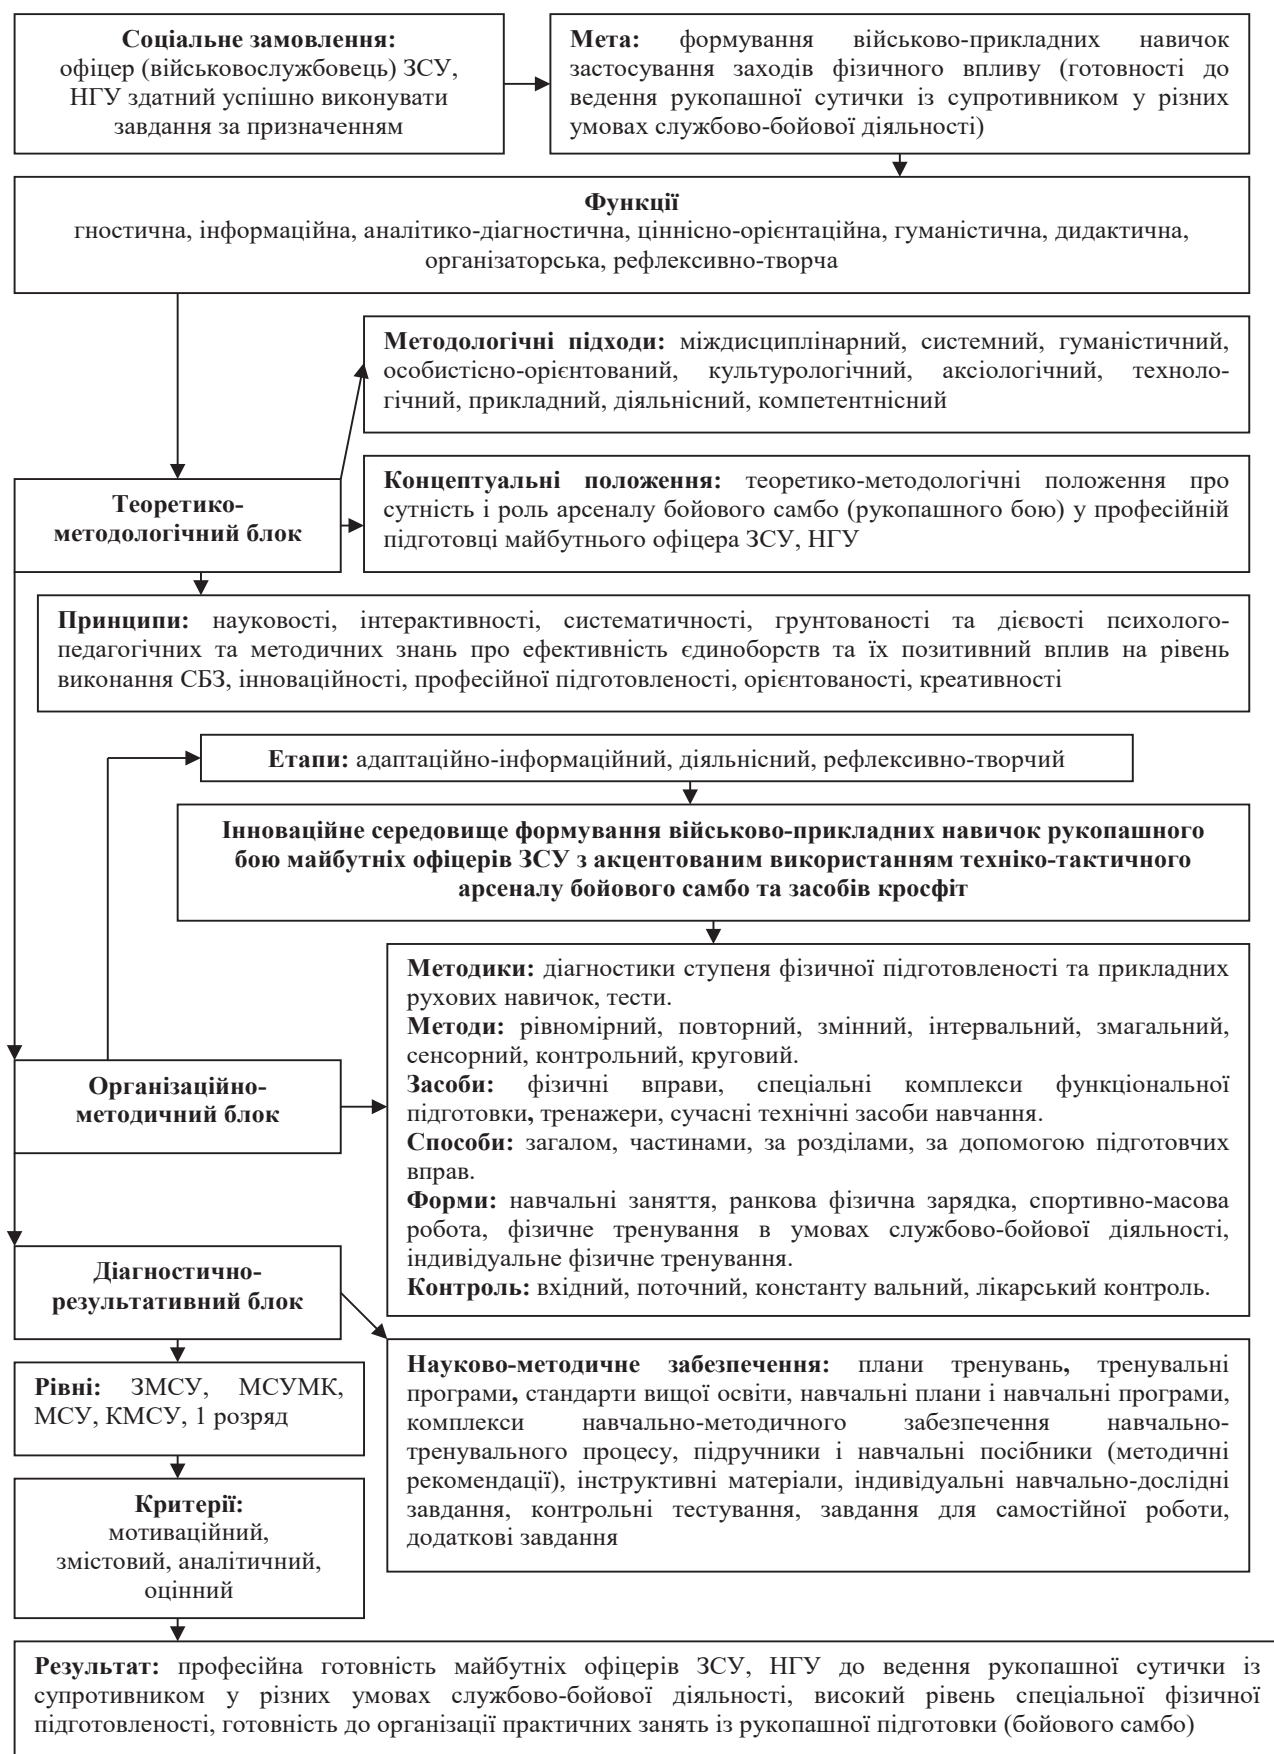 Соціальне замовлення:
офіцер (військовослужбовець) ЗСУ,
НГУ здатний успішно виконувати
завдання за призначенням
Мета: формування військово-прикладних навичок
застосування заходів фізичного впливу (готовності до
ведення рукопашної сутички із супротивником у різних
умовах службово-бойової діяльності)
Функції
гностична, інформаційна, аналітико-діагностична, ціннісно-орієнтаційна, гуманістична, дидактична,
організаторська, рефлексивно-творча
Методологічні підходи: міждисциплінарний, системний, гуманістичний,
особистісно-орієнтований, культурологічний, аксіологічний, техноло-
гічний, прикладний, діяльнісний, компетентнісний
Теоретико-
методологічний блок
Концептуальні положення: теоретико-методологічні положення про
сутність і роль арсеналу бойового самбо (рукопашного бою) у професійній
підготовці майбутнього офіцера ЗСУ, НГУ
Принципи: науковості, інтерактивності, систематичності, грунтованості та дієвості психолого-
педагогічних та методичних знань про ефективність єдиноборств та їх позитивний вплив на рівень
виконання СБЗ, інноваційності, професійної підготовленості, орієнтованості, креативності
Етапи: адаптаційно-інформаційний, діяльнісний, рефлексивно-творчий
Інноваційне середовище формування військово-прикладних навичок рукопашного
бою майбутніх офіцерів ЗСУ з акцентованим використанням техніко-тактичного
арсеналу бойового самбо та засобів кросфіт
Методики: діагностики ступеня фізичної підготовленості та прикладних
рухових навичок, тести.
Методи: рівномірний, повторний, змінний, інтервальний, змагальний,
сенсорний, контрольний, круговий.
Засоби: фізичні вправи, спеціальні комплекси функціональної
підготовки, тренажери, сучасні технічні засоби навчання.
Способи: загалом, частинами, за розділами, за допомогою підготовчих
вправ.
Форми: навчальні заняття, ранкова фізична зарядка, спортивно-масова
робота, фізичне тренування в умовах службово-бойової діяльності,
індивідуальне фізичне тренування.
Контроль: вхідний, поточний, константу вальний, лікарський контроль.
Організаційно-
методичний блок
Діагностично-
результативний блок
Рівні: ЗМСУ, МСУМК,
МСУ, КМСУ, 1 розряд
Критерії:
мотиваційний,
змістовий, аналітичний,
оцінний
Науково-методичне забезпечення: плани тренувань, тренувальні
програми, стандарти вищої освіти, навчальні плани і навчальні програми,
комплекси навчально-методичного забезпечення навчально-
тренувального процесу, підручники і навчальні посібники (методичні
рекомендації), інструктивні матеріали, індивідуальні навчально-дослідні
завдання, контрольні тестування, завдання для самостійної роботи,
додаткові завдання
Результат: професійна готовність майбутніх офіцерів ЗСУ, НГУ до ведення рукопашної сутички із
супротивником у різних умовах службово-бойової діяльності, високий рівень спеціальної фізичної
підготовленості, готовність до організації практичних занять із рукопашної підготовки (бойового самбо)